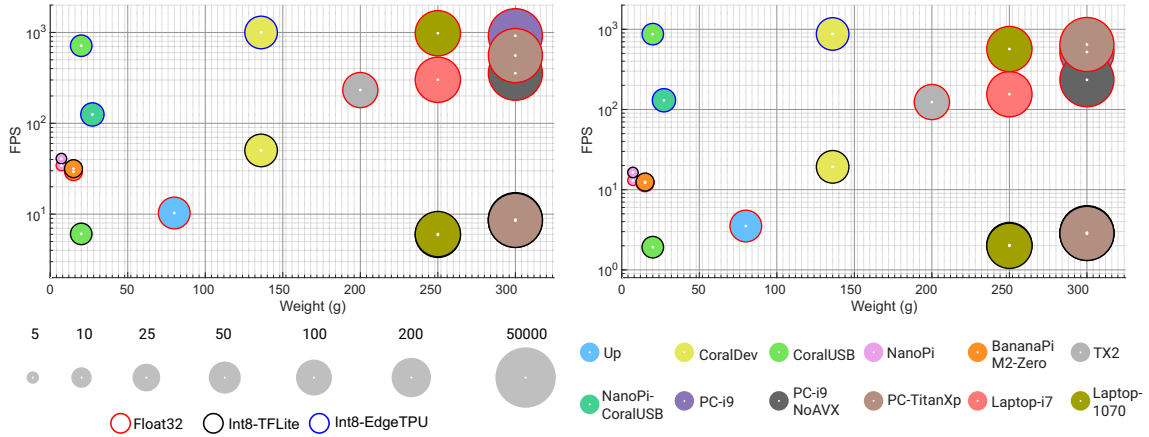 FPS
10³
10²
10¹
0 50 100 150 200 250 300
Weight (g)
FPS
10³
10²
10¹
10⁰
0 50 100 150 200 250 300
Weight (g)
5 10 25 50 100 200 50000
Float32 Int8-TFLite Int8-EdgeTPU
Up CoralDev CoralUSB NanoPi BananaPi TX2
M2-Zero
NanoPi- PC-i9 PC-i9 PC-TitanXp Laptop-i7 Laptop-
CoralUSB NoAVX 1070